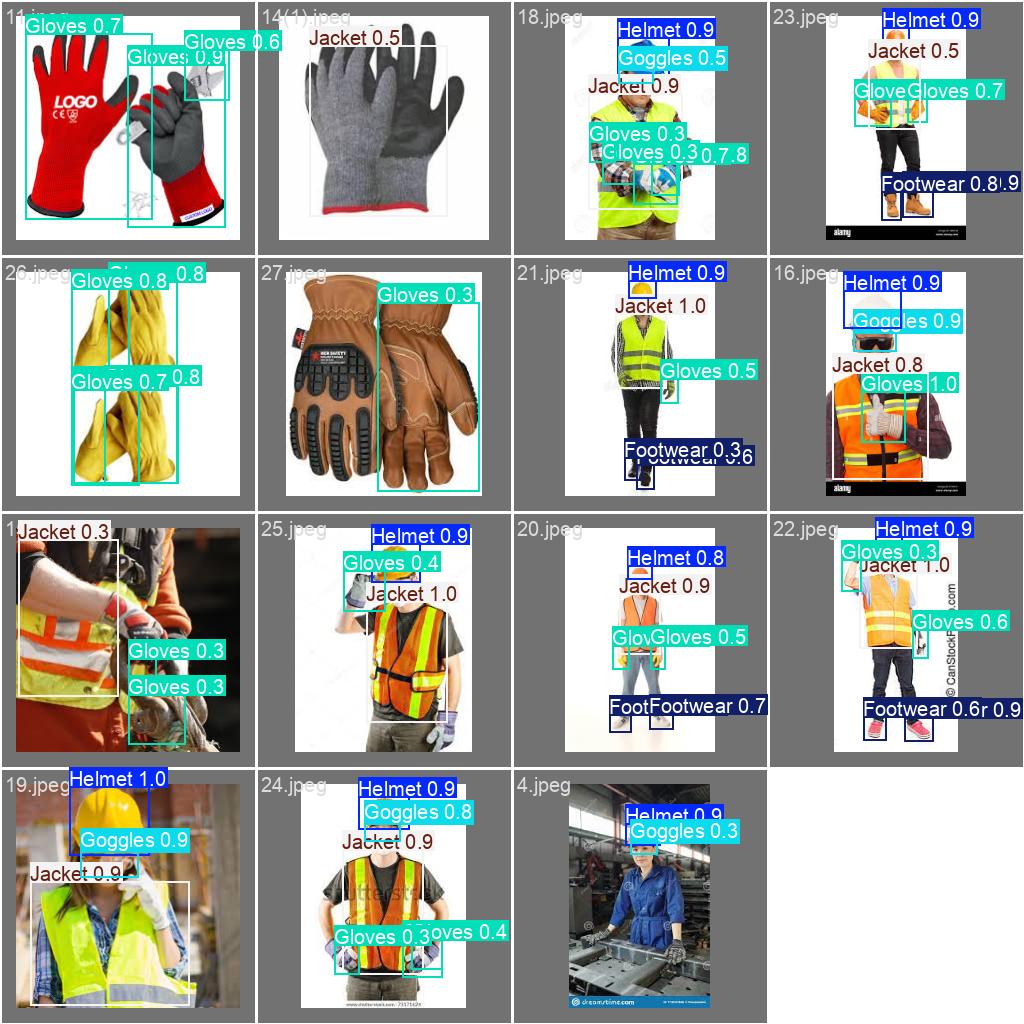 11.jpeg
Gloves 0.7
Gloves 0.6
Gloves 0.9
LOGO
CE
CUSTOM LOGO
14(1).jpeg
Jacket 0.5
18.jpeg
Helmet 0.9
Goggles 0.5
Jacket 0.9
Gloves 0.3
Gloves 0.3
0.7
.8
23.jpeg
Helmet 0.9
Jacket 0.5
Glove
Gloves 0.7
Footwear 0.8
.9
alamy
26.jpeg
0.8
Gloves 0.8
Gloves 0.7
0.8
27.jpeg
Gloves 0.3
21.jpeg
Helmet 0.9
Jacket 1.0
Gloves 0.5
Footwear 0.3
Footwear 0.6
16.jpeg
Helmet 0.9
Goggles 0.9
Jacket 0.8
Gloves 1.0
alamy
1
Jacket 0.3
Gloves 0.3
Gloves 0.3
25.jpeg
Helmet 0.9
Gloves 0.4
Jacket 1.0
20.jpeg
Helmet 0.8
Jacket 0.9
Glov
Gloves 0.5
Foot
Footwear 0.7
22.jpeg
Helmet 0.9
Gloves 0.3
Jacket 1.0
Gloves 0.6
Footwear 0.6
r 0.9
19.jpeg
Helmet 1.0
Goggles 0.9
Jacket 0.9
24.jpeg
Helmet 0.9
Goggles 0.8
Jacket 0.9
Gloves 0.3
oves 0.4
4.jpeg
Helmet 0.9
Goggles 0.3
dreamstime.com